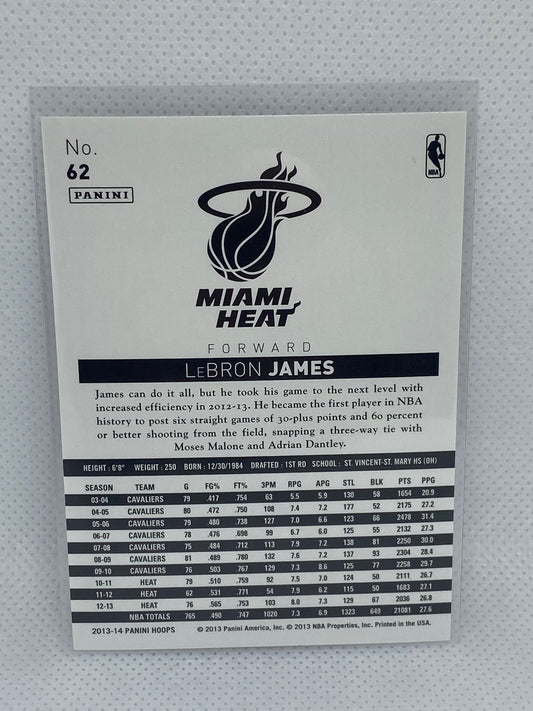 No.
62
PANINI
NBA
MIAMI
HEAT
FORWARD
LEBRON JAMES
James can do it all, but he took his game to the next level with
increased efficiency in 2012-13. He became the first player in NBA
history to post six straight games of 30-plus points and 60 percent
or better shooting from the field, snapping a three-way tie with
Moses Malone and Adrian Dantley.
HEIGHT: 6'8" WEIGHT: 250 BORN: 12/30/1984 DRAFTED: 1ST RD SCHOOL: ST. VINCENT-ST. MARY HS (OH)
SEASON TEAM G FG% FT% 3PM RPG APG STL BLK PTS PPG
03-04 CAVALIERS 79 .417 .754 63 5.5 5.9 130 58 1654 20.9
04-05 CAVALIERS 80 .472 .750 108 7.4 7.2 177 52 2175 27.2
05-06 CAVALIERS 79 .480 .738 127 7.0 6.6 123 66 2478 31.4
06-07 CAVALIERS 78 .476 .698 99 6.7 6.0 125 55 2132 27.3
07-08 CAVALIERS 75 .484 .712 113 7.9 7.2 138 81 2250 30.0
08-09 CAVALIERS 81 .489 .780 132 7.6 7.2 137 93 2304 28.4
09-10 CAVALIERS 76 .503 .767 129 7.3 8.6 125 77 2258 29.7
10-11 HEAT 79 .510 .759 92 7.5 7.0 124 50 2111 26.7
11-12 HEAT 62 .531 .771 54 7.9 6.2 115 50 1683 27.1
12-13 HEAT 76 .565 .753 103 8.0 7.3 129 67 2036 26.8
NBA TOTALS 765 .490 .747 1020 7.3 6.9 1323 649 21081 27.6
2013-14 PANINI HOOPS © 2013 Panini America, Inc. © 2013 NBA Properties, Inc. Printed in the USA.